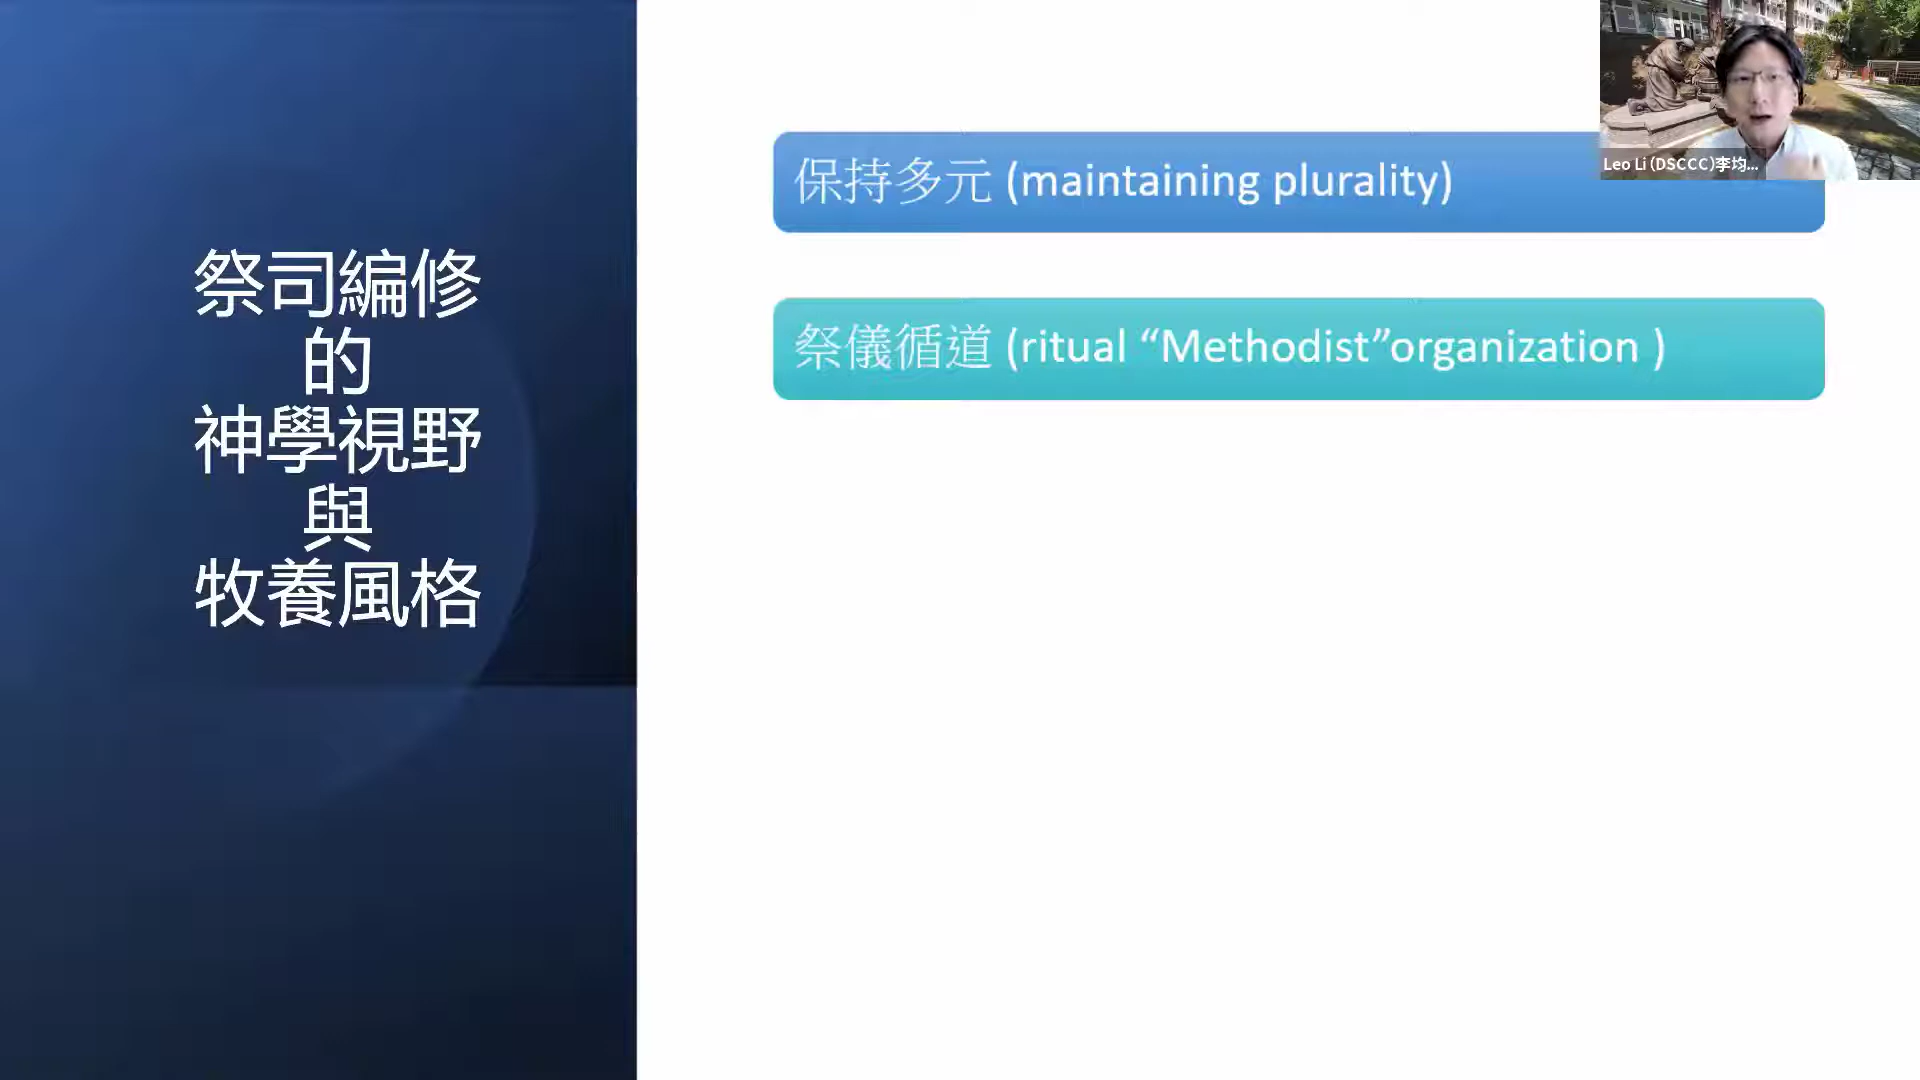 祭司編修
的
神學視野
與
牧養風格
保持多元 (maintaining plurality)
祭儀循道 (ritual “Methodist”organization )
Leo Li (DSCCC)李均...